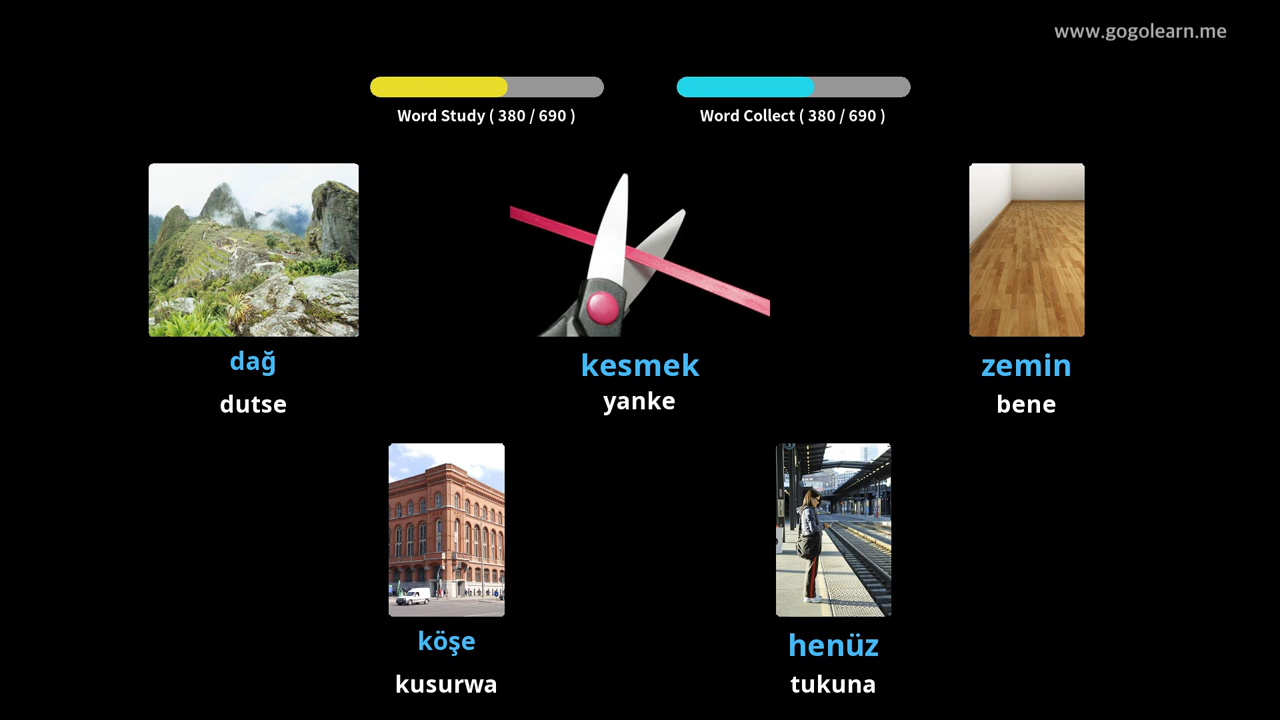 www.gogolearn.me
Word Study ( 380 / 690 )
Word Collect ( 380 / 690 )
dağ
dutse
kesmek
yanke
zemin
bene
köşe
kusurwa
henüz
tukuna